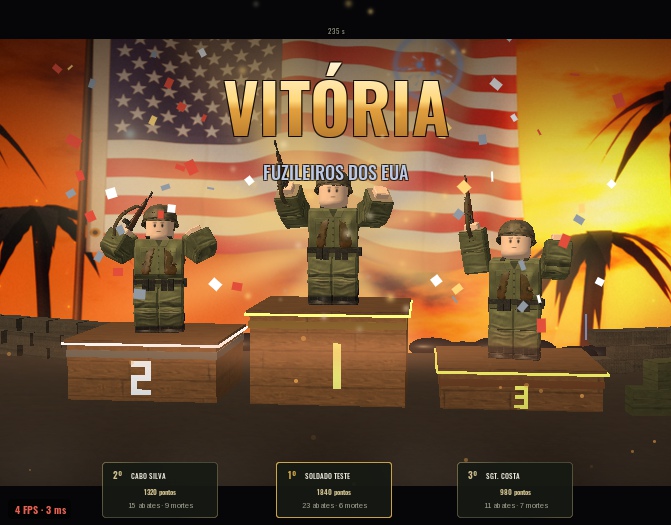 235 s
VITÓRIA
FUZILEIROS DOS EUA
2
1
3
2º CABO SILVA
1320 pontos
15 abates · 9 mortes
1º SOLDADO TESTE
1840 pontos
23 abates · 6 mortes
3º SGT. COSTA
980 pontos
11 abates · 7 mortes
4 FPS · 3 ms